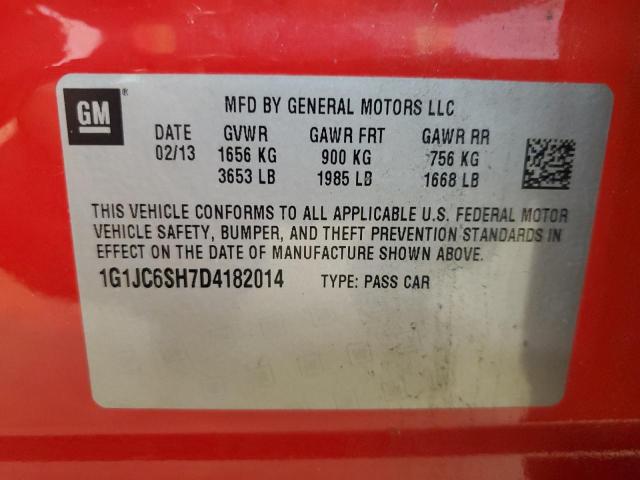 GM®
MFD BY GENERAL MOTORS LLC
DATE GVWR GAWR FRT GAWR RR
02/13 1656 KG 900 KG 756 KG
3653 LB 1985 LB 1668 LB
THIS VEHICLE CONFORMS TO ALL APPLICABLE U.S. FEDERAL MOTOR
VEHICLE SAFETY, BUMPER, AND THEFT PREVENTION STANDARDS IN
EFFECT ON THE DATE OF MANUFACTURE SHOWN ABOVE.
1G1JC6SH7D4182014 TYPE: PASS CAR